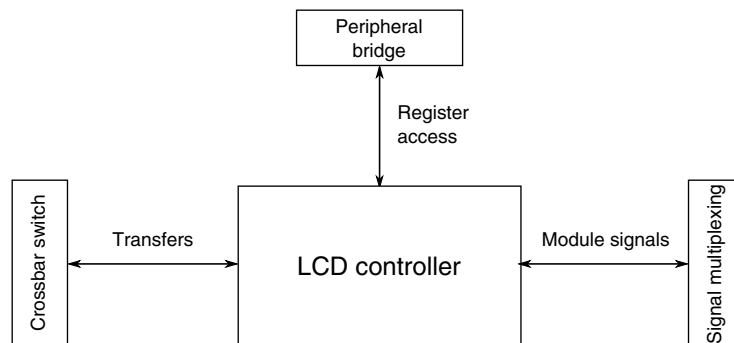 Peripheral
bridge
Register
access
Crossbar switch
Transfers
LCD controller
Module signals
Signal multiplexing